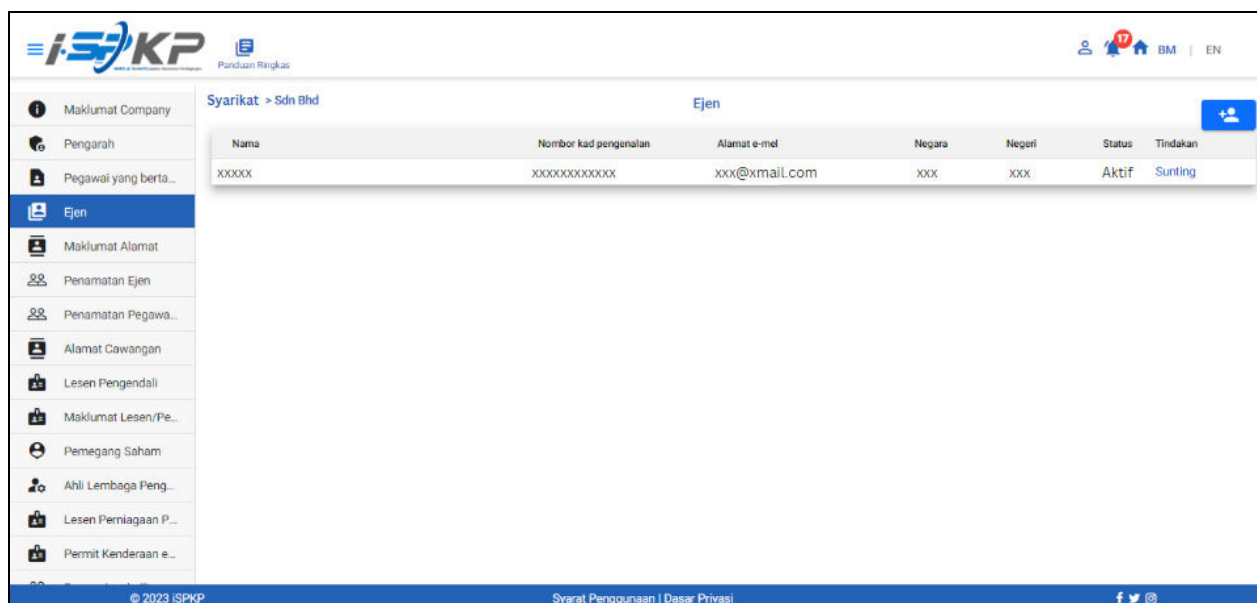 i-SPKP
Panduan Ringkas
17
BM | EN
Maklumat Company
Pengarah
Pegawai yang berta...
Ejen
Maklumat Alamat
Penamatan Ejen
Penamatan Pegawa...
Alamat Cawangan
Lesen Pengendali
Maklumat Lesen/Pe...
Pemegang Saham
Ahli Lembaga Peng...
Lesen Perniagaan P...
Permit Kenderaan e...
Syarikat > Sdn Bhd
Ejen
Nama Nombor kad pengenalan Alamat e-mel Negara Negeri Status Tindakan
xxxxx xxxxxxxxxxxx xxx@xmail.com xxx xxx Aktif Sunting
© 2023 iSPKP Syarat Penggunaan | Dasar Privasi